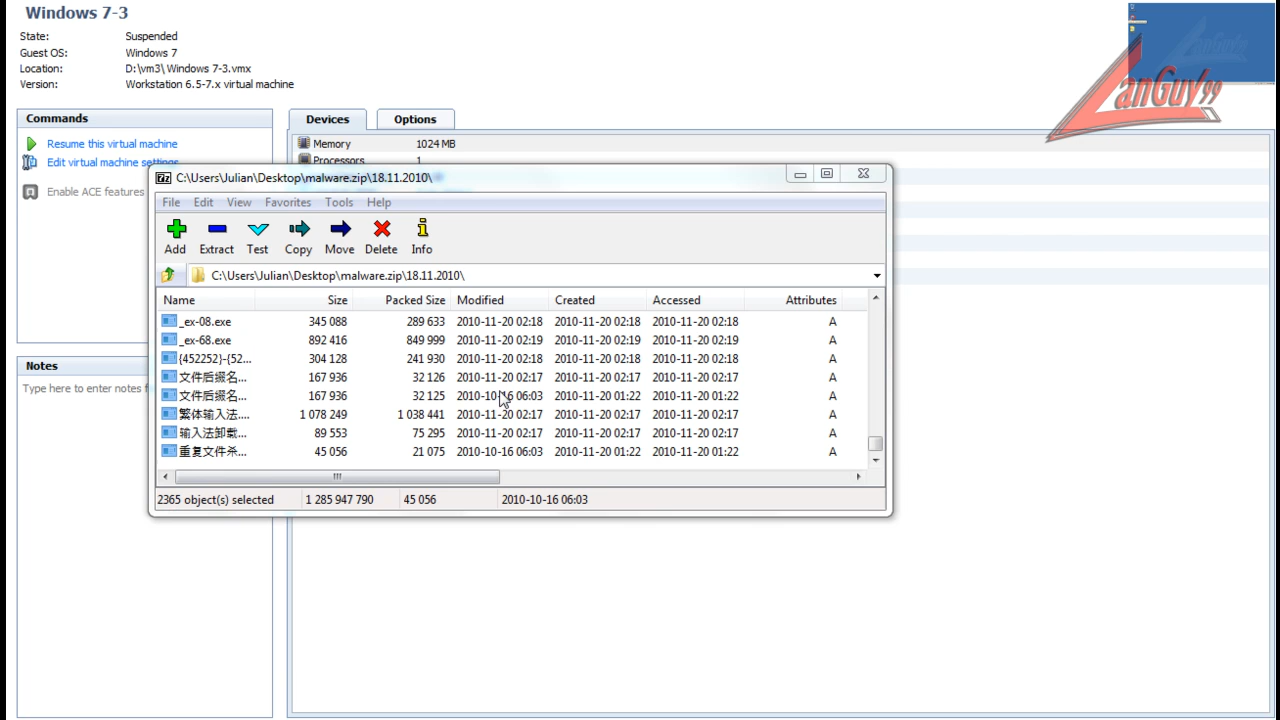 Windows 7-3
State: Suspended
Guest OS: Windows 7
Location: D:\vm3\Windows 7-3.vmx
Version: Workstation 6.5-7.x virtual machine
anGuy99
Commands
Devices Options
Resume this virtual machine
Memory 1024 MB
Edit virtual machine settings
Processors 1
Enable ACE features
C:\Users\Julian\Desktop\malware.zip\18.11.2010\
File Edit View Favorites Tools Help
Add Extract Test Copy Move Delete Info
C:\Users\Julian\Desktop\malware.zip\18.11.2010\
Name Size Packed Size Modified Created Accessed Attributes
_ex-08.exe 345 088 289 633 2010-11-20 02:18 2010-11-20 02:18 2010-11-20 02:18 A
_ex-68.exe 892 416 849 999 2010-11-20 02:19 2010-11-20 02:19 2010-11-20 02:19 A
{452252}-{52... 304 128 241 930 2010-11-20 02:18 2010-11-20 02:18 2010-11-20 02:18 A
文件后缀名... 167 936 32 126 2010-11-20 02:17 2010-11-20 02:17 2010-11-20 02:17 A
文件后缀名... 167 936 32 125 2010-10-16 06:03 2010-11-20 01:22 2010-11-20 01:22 A
繁体输入法.... 1 078 249 1 038 441 2010-11-20 02:17 2010-11-20 02:17 2010-11-20 02:17 A
输入法卸载... 89 553 75 295 2010-11-20 02:17 2010-11-20 02:17 2010-11-20 02:17 A
重复文件杀... 45 056 21 075 2010-10-16 06:03 2010-11-20 01:22 2010-11-20 01:22 A
2365 object(s) selected 1 285 947 790 45 056 2010-10-16 06:03
Notes
Type here to enter notes f